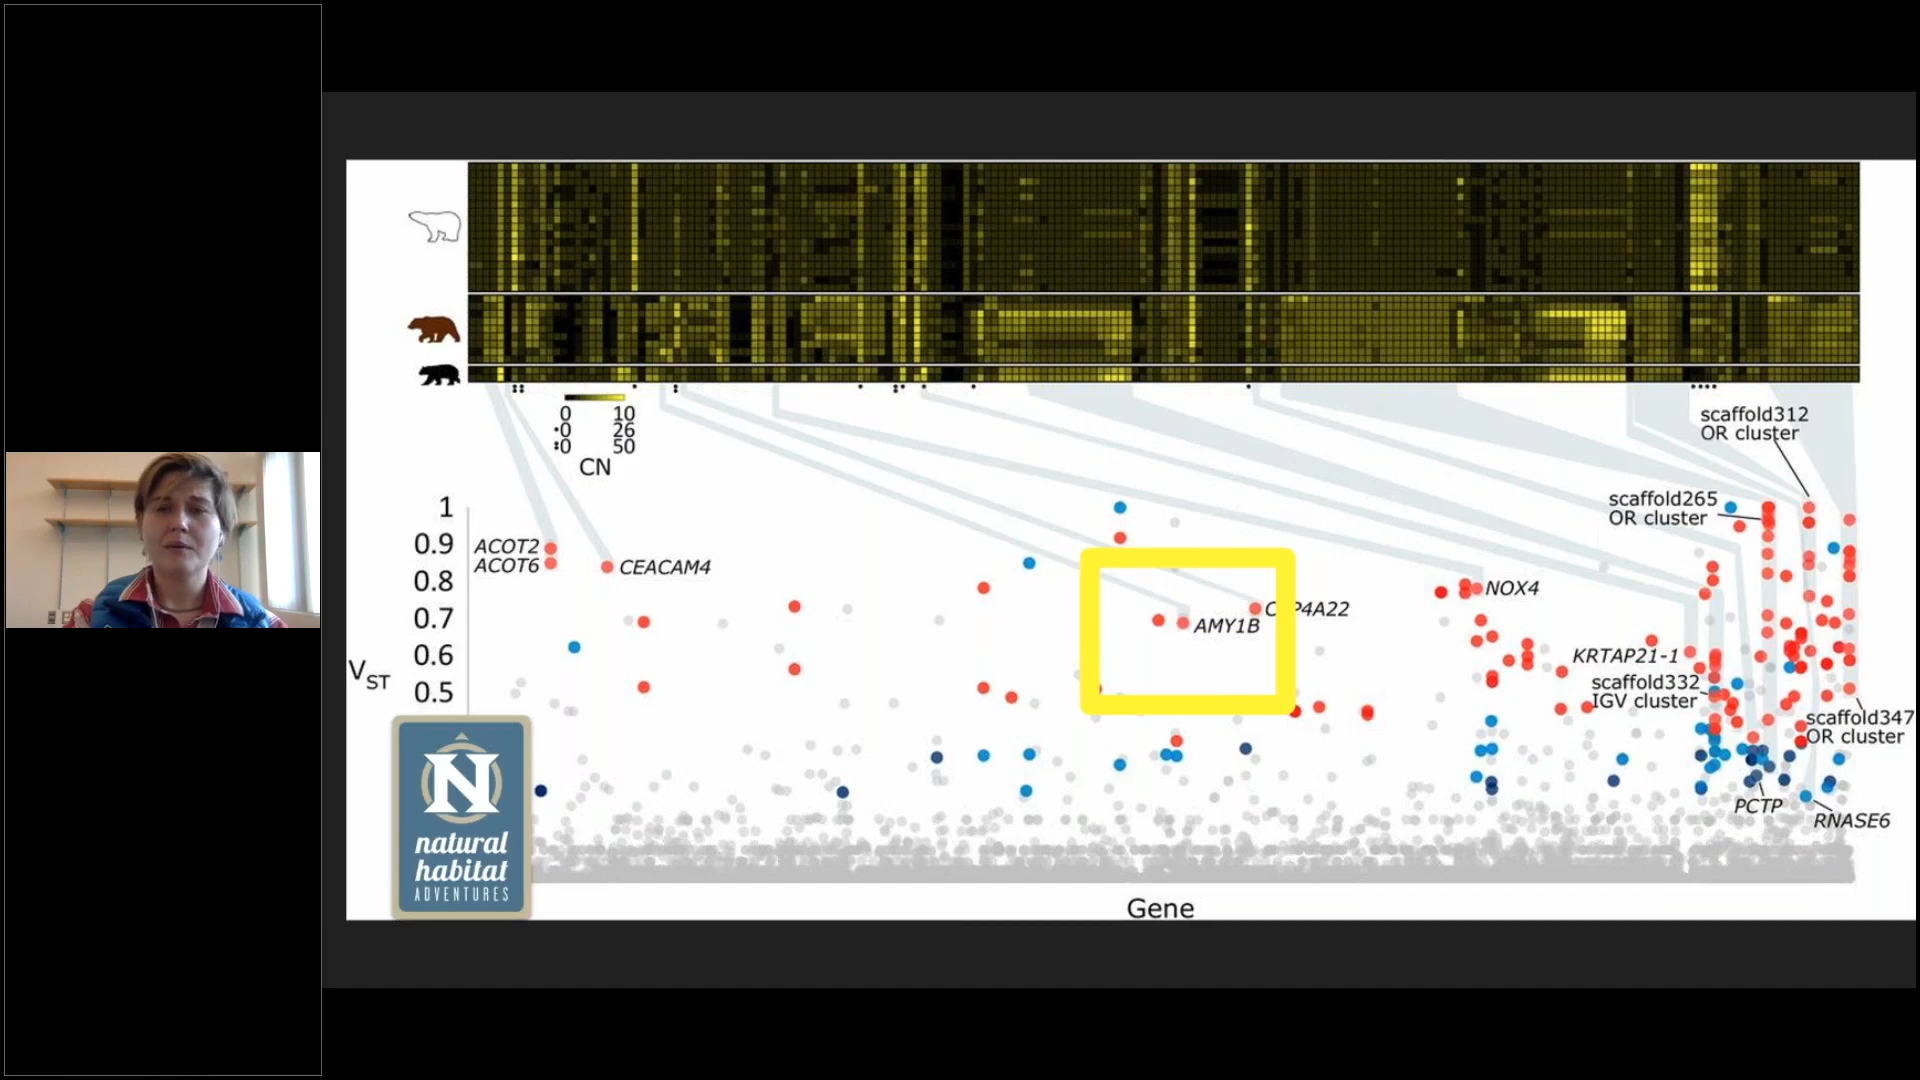 0 10
•0 26
:0 50
CN
scaffold312
OR cluster
scaffold265
OR cluster
1
0.9
0.8
0.7
0.6
0.5
VST
ACOT2
ACOT6
CEACAM4
AMY1B
NOX4
KRTAP21-1
scaffold332
IGV cluster
scaffold347
OR cluster
PCTP
RNASE6
Gene
N
natural
habitat
ADVENTURES